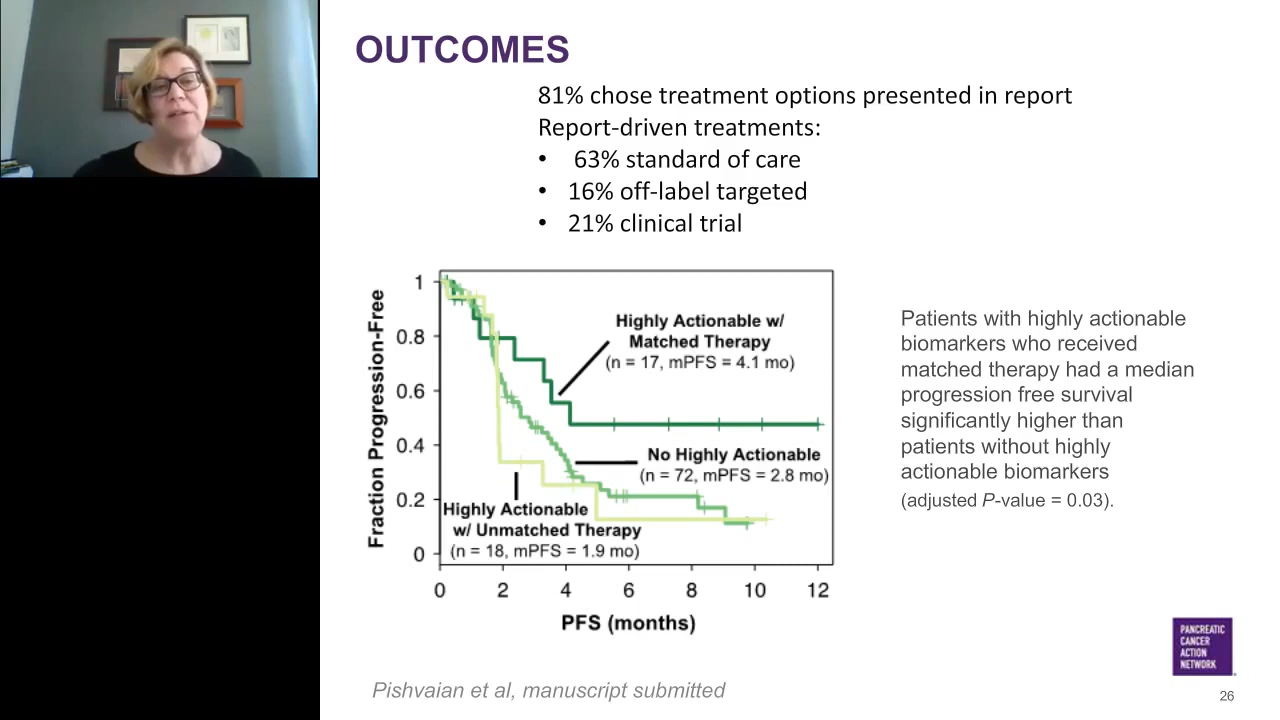 OUTCOMES
81% chose treatment options presented in report
Report-driven treatments:
• 63% standard of care
• 16% off-label targeted
• 21% clinical trial
Fraction Progression-Free
1
0.8
0.6
0.4
0.2
0
Highly Actionable w/
Matched Therapy
(n = 17, mPFS = 4.1 mo)
No Highly Actionable
(n = 72, mPFS = 2.8 mo)
Highly Actionable
w/ Unmatched Therapy
(n = 18, mPFS = 1.9 mo)
0 2 4 6 8 10 12
PFS (months)
Patients with highly actionable
biomarkers who received
matched therapy had a median
progression free survival
significantly higher than
patients without highly
actionable biomarkers
(adjusted P-value = 0.03).
PANCREATIC
CANCER
ACTION
NETWORK
Pishvaian et al, manuscript submitted
26